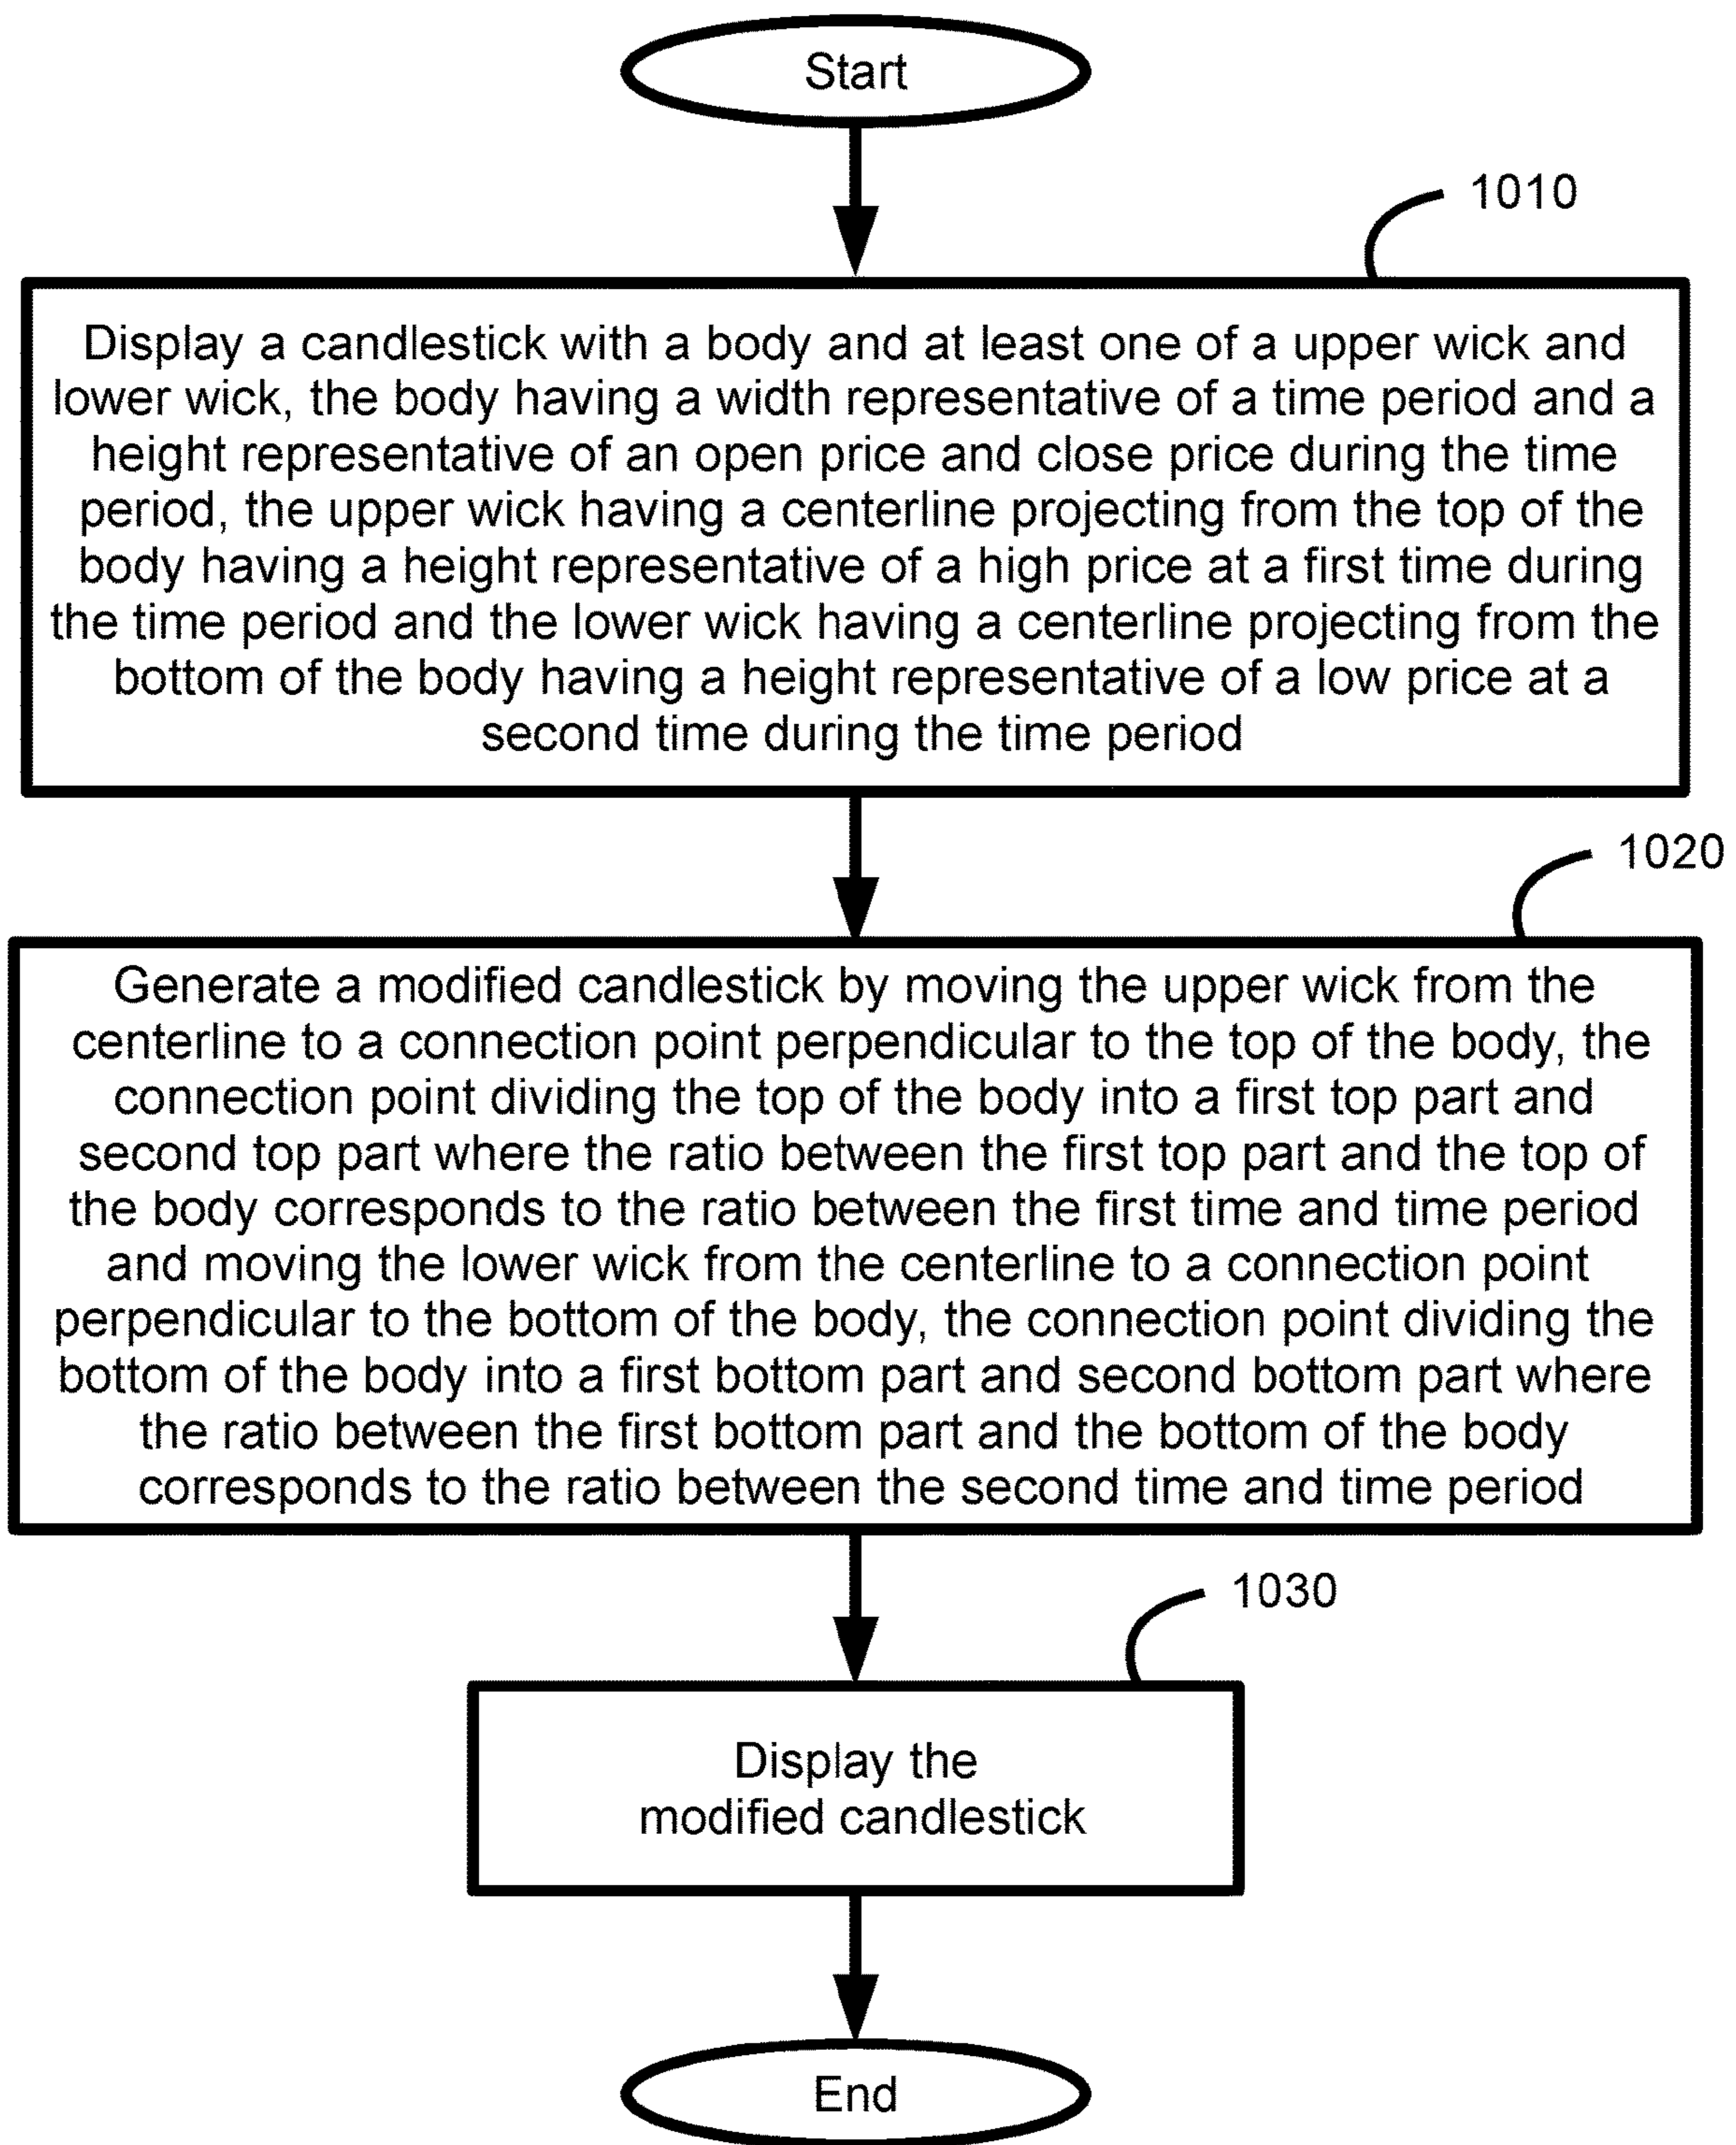 Start
1010
Display a candlestick with a body and at least one of a upper wick and
lower wick, the body having a width representative of a time period and a
height representative of an open price and close price during the time
period, the upper wick having a centerline projecting from the top of the
body having a height representative of a high price at a first time during
the time period and the lower wick having a centerline projecting from the
bottom of the body having a height representative of a low price at a
second time during the time period
1020
Generate a modified candlestick by moving the upper wick from the
centerline to a connection point perpendicular to the top of the body, the
connection point dividing the top of the body into a first top part and
second top part where the ratio between the first top part and the top of
the body corresponds to the ratio between the first time and time period
and moving the lower wick from the centerline to a connection point
perpendicular to the bottom of the body, the connection point dividing the
bottom of the body into a first bottom part and second bottom part where
the ratio between the first bottom part and the bottom of the body
corresponds to the ratio between the second time and time period
1030
Display the
modified candlestick
End